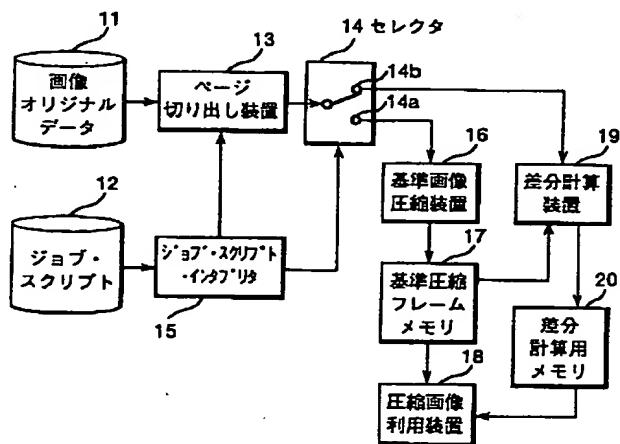 11
画像
オリジナル
データ
13
ページ
切り出し装置
14 セレクタ
14b
14a
16
基準画像
圧縮装置
19
差分計算
装置
12
ジョブ・
スクリプト
ジョブ・スクリプト
・インタプリタ
15
17
基準圧縮
フレーム
メモリ
20
差分
計算用
メモリ
18
圧縮画像
利用装置